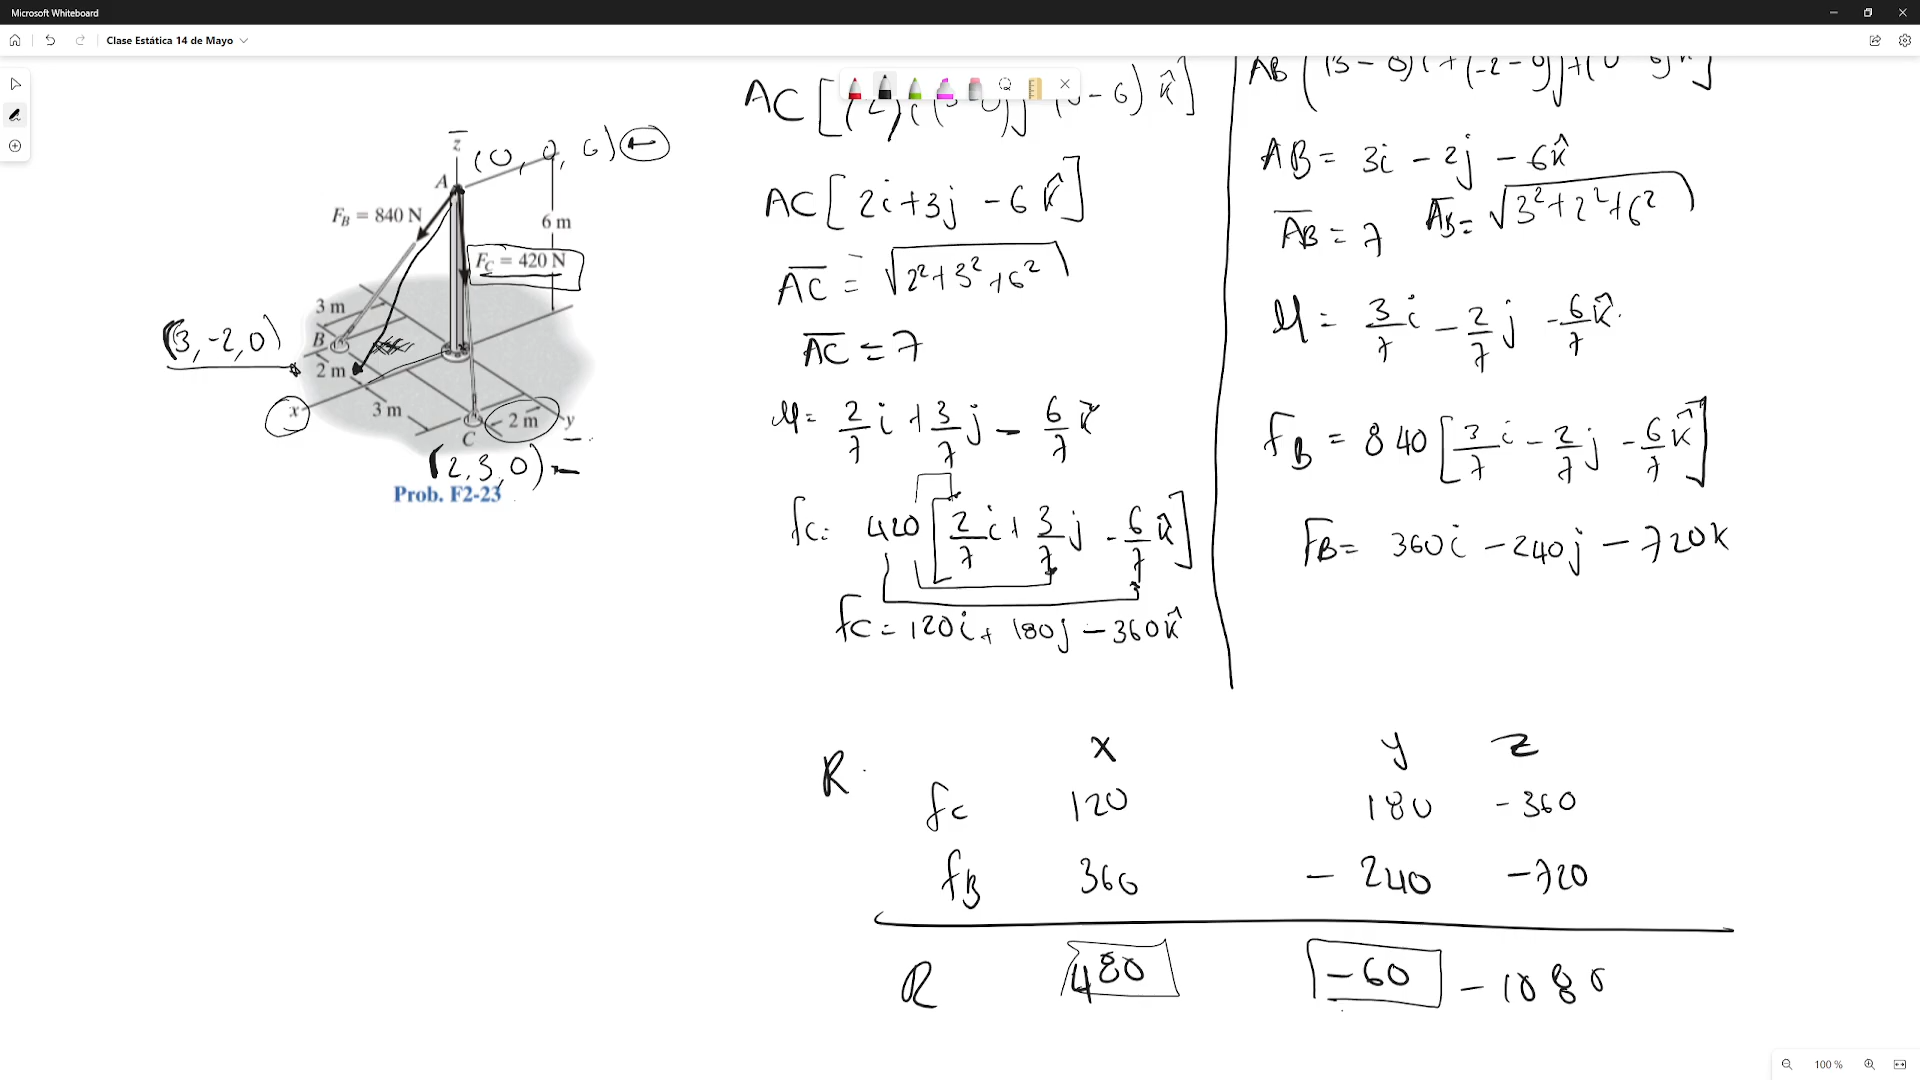 Microsoft Whiteboard
Clase Estática 14 de Mayo
z
(0, 0, 6)
A
F_B = 840 N
6 m
F_C = 420 N
3 m
(3, -2, 0)
B
2 m
x
3 m
2 m
y
C
(2, 3, 0)
Prob. F2-23
- 6) k̂]
AC[2i+3j - 6k̂]
AC = √2²+3²+6²
AC = 7
μ= 2/7 i + 3/7 j - 6/7 k
fc= 420 [2/7 i + 3/7 j - 6/7 k̂]
fc = 120i + 180j - 360k̂
AB = 3i - 2j - 6k̂
AB = 7 AB = √3²+2²+6²
μ = 3/7 i - 2/7 j - 6/7 k̂
F_B = 840 [3/7 i - 2/7 j - 6/7 k̂]
FB = 360i - 240j - 720k
R x y z
fc 120 180 -360
fB 360 - 240 -720
R 480 -60 -1080
100 %